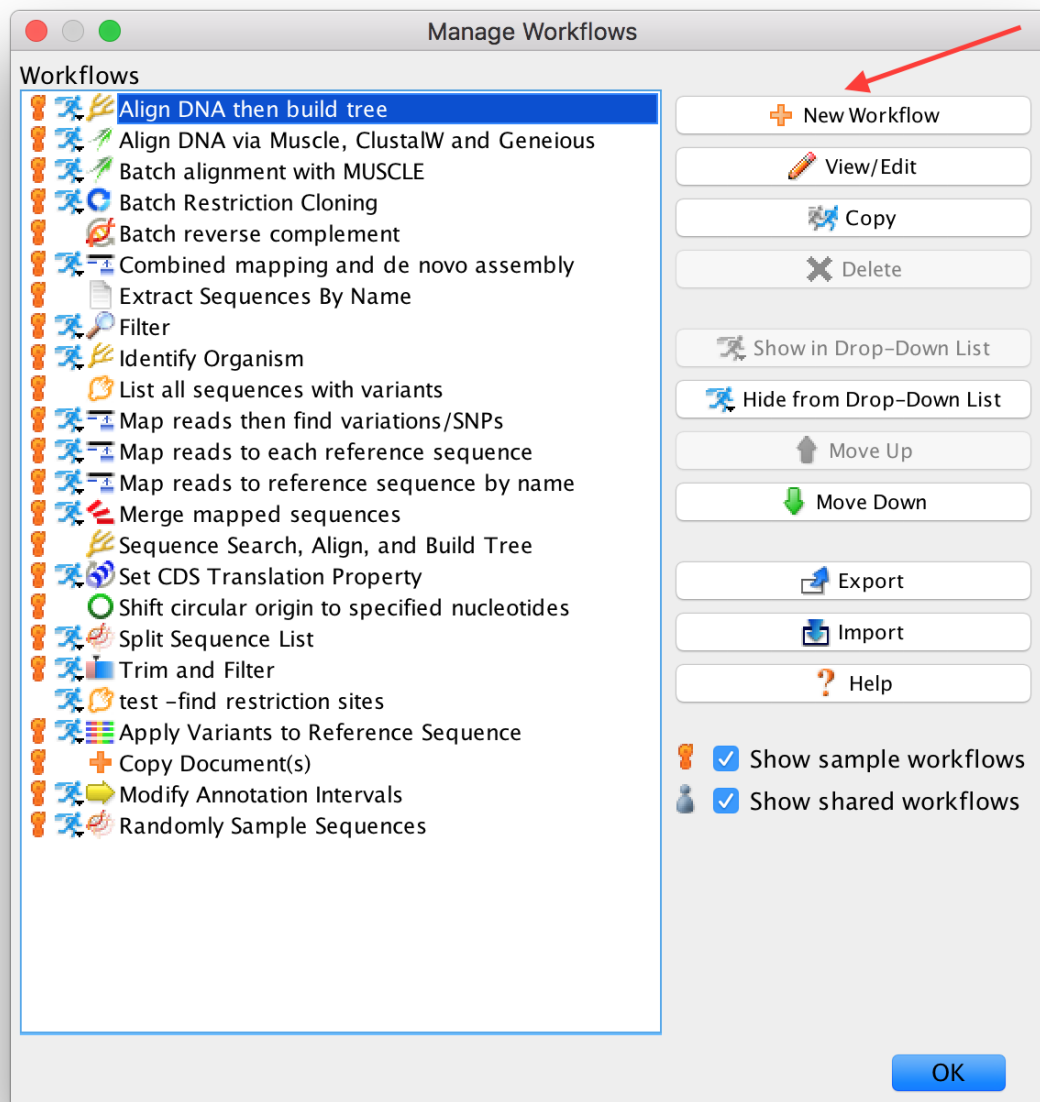 Manage Workflows
Workflows
Align DNA then build tree
Align DNA via Muscle, ClustalW and Geneious
Batch alignment with MUSCLE
Batch Restriction Cloning
Batch reverse complement
Combined mapping and de novo assembly
Extract Sequences By Name
Filter
Identify Organism
List all sequences with variants
Map reads then find variations/SNPs
Map reads to each reference sequence
Map reads to reference sequence by name
Merge mapped sequences
Sequence Search, Align, and Build Tree
Set CDS Translation Property
Shift circular origin to specified nucleotides
Split Sequence List
Trim and Filter
test -find restriction sites
Apply Variants to Reference Sequence
Copy Document(s)
Modify Annotation Intervals
Randomly Sample Sequences
New Workflow
View/Edit
Copy
Delete
Show in Drop-Down List
Hide from Drop-Down List
Move Up
Move Down
Export
Import
? Help
Show sample workflows
Show shared workflows
OK